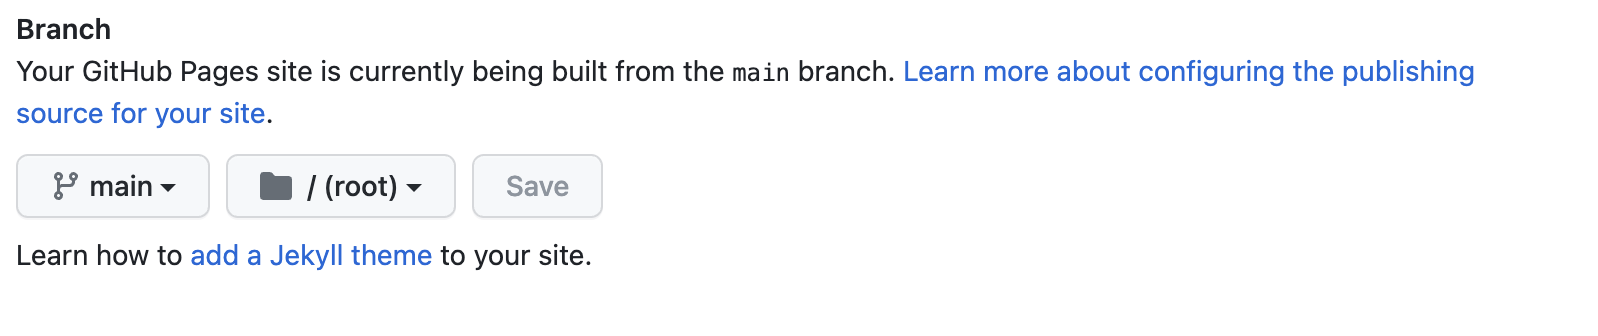 Branch
Your GitHub Pages site is currently being built from the main branch. Learn more about configuring the publishing
source for your site.
main / (root) Save
Learn how to add a Jekyll theme to your site.